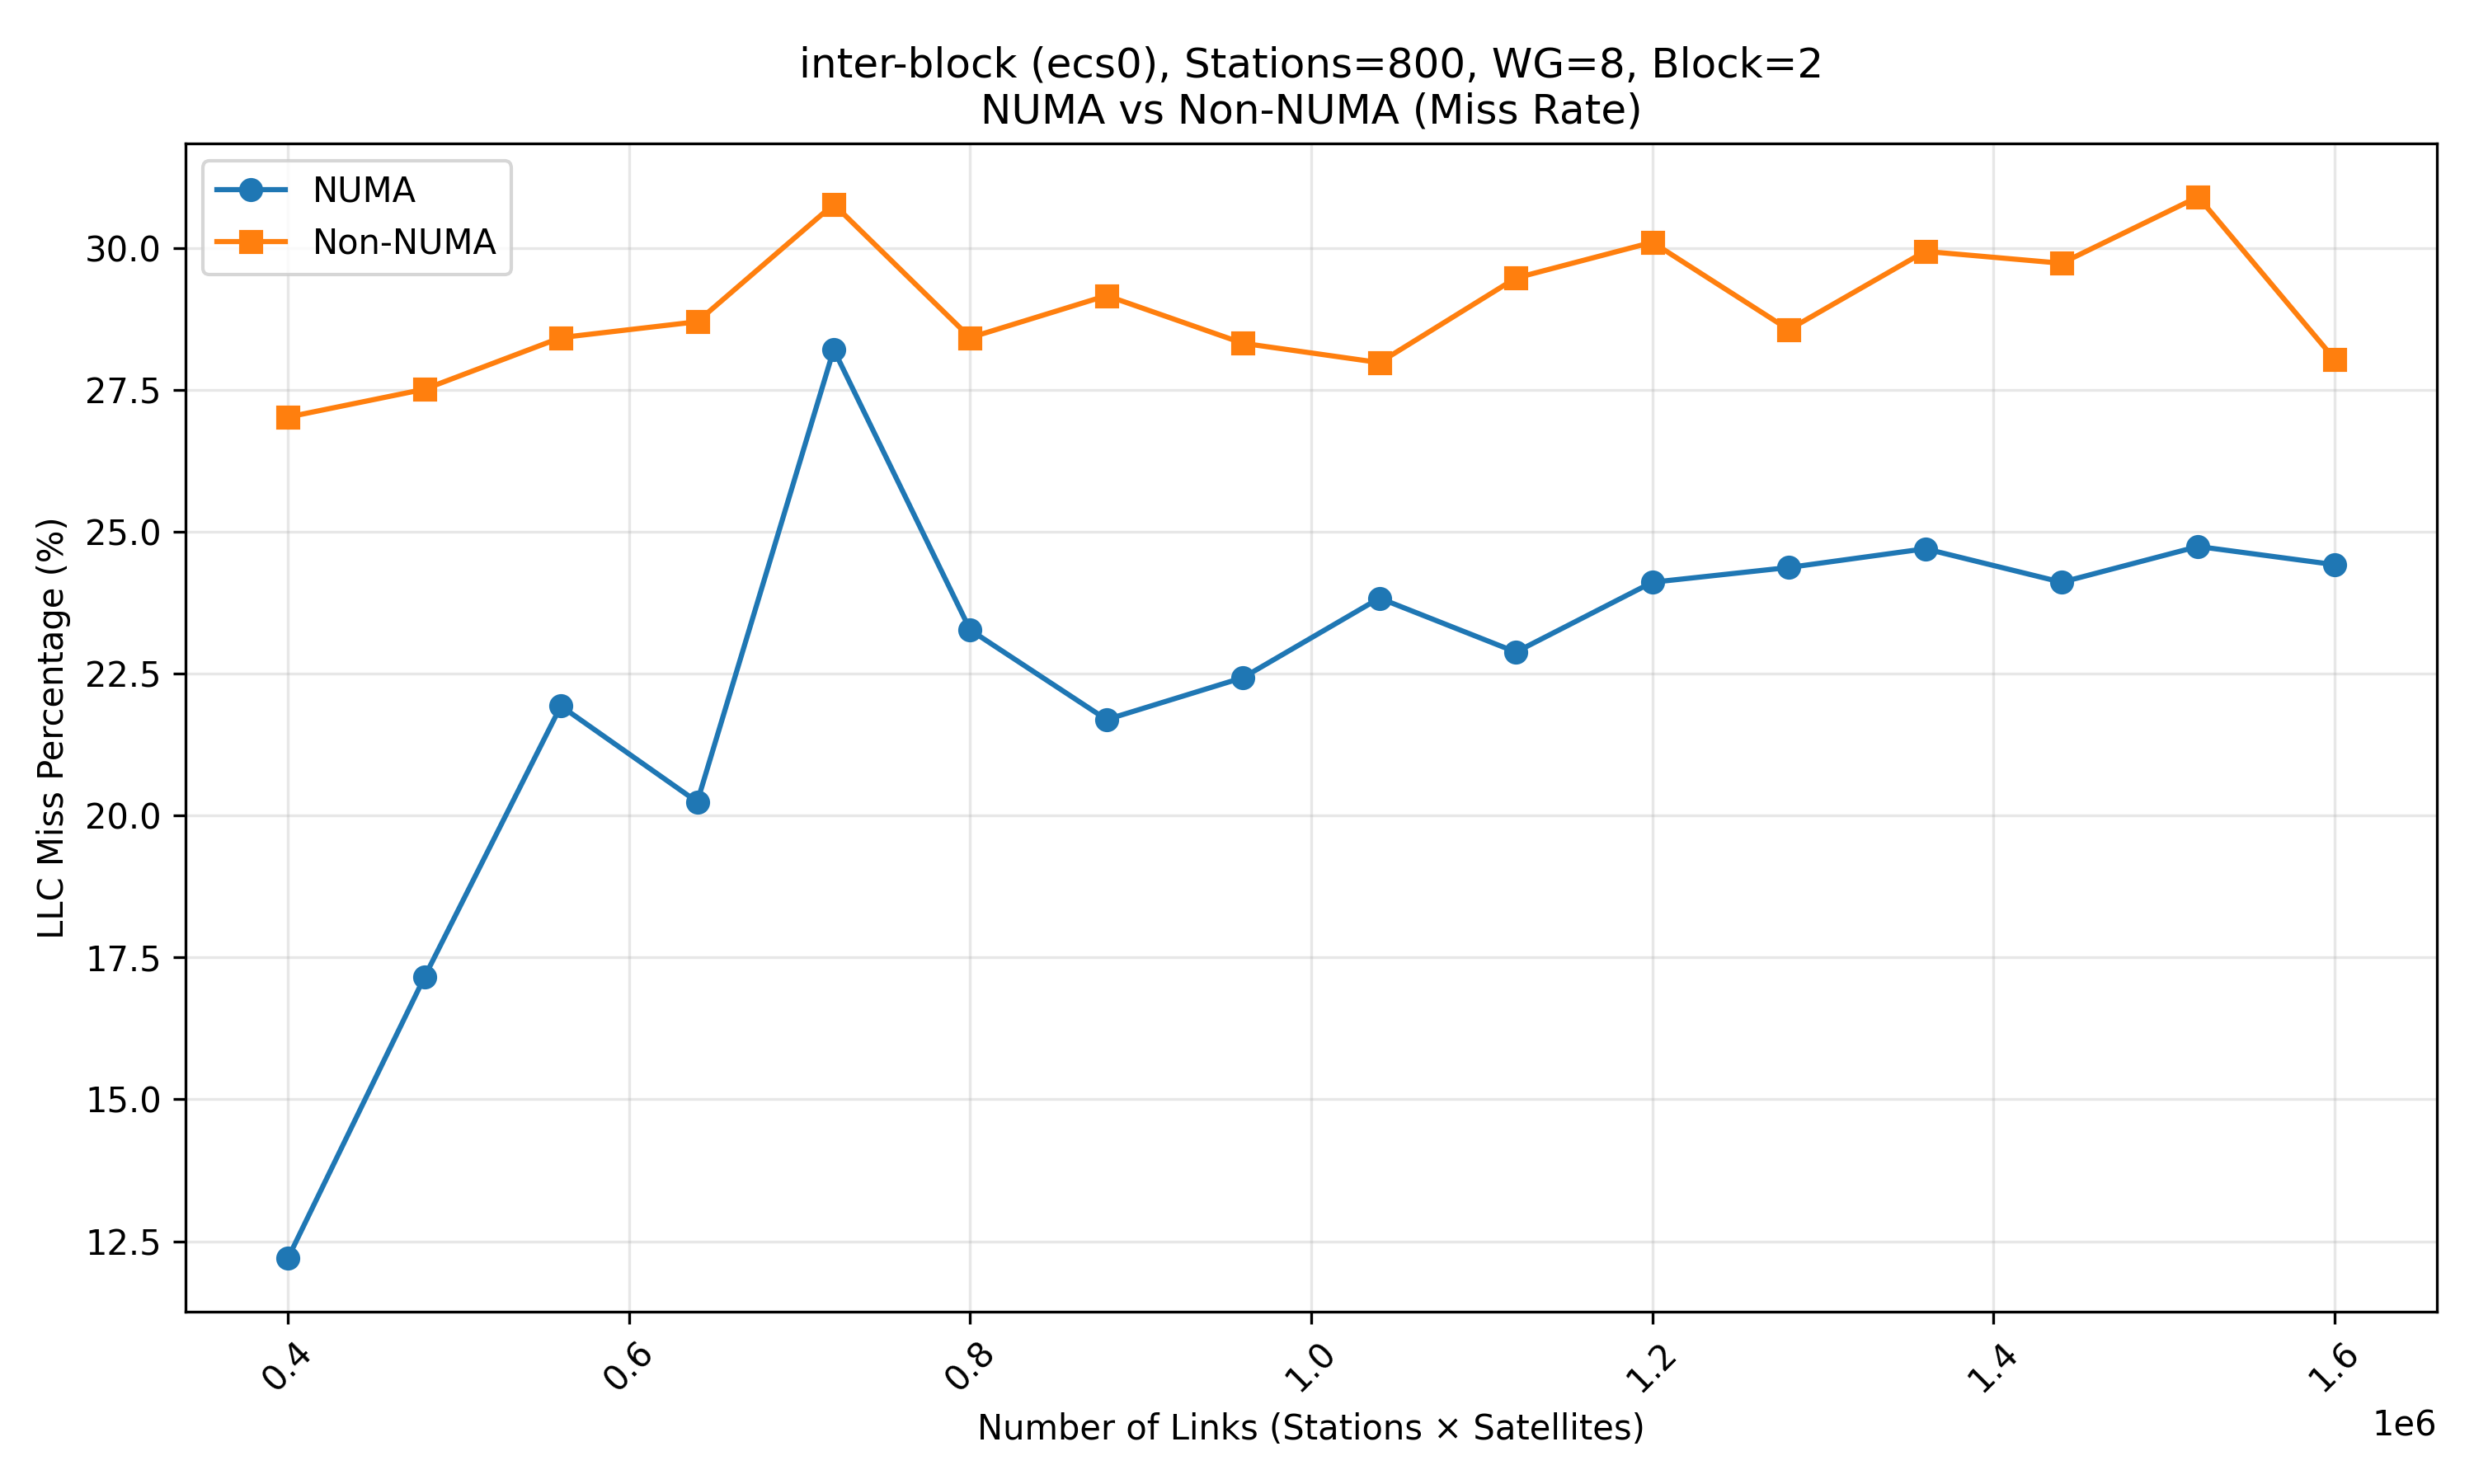 inter-block (ecs0), Stations=800, WG=8, Block=2
NUMA vs Non-NUMA (Miss Rate)
NUMA
Non-NUMA
LLC Miss Percentage (%)
30.0
27.5
25.0
22.5
20.0
17.5
15.0
12.5
0.4
0.6
0.8
1.0
1.2
1.4
1.6
1e6
Number of Links (Stations × Satellites)